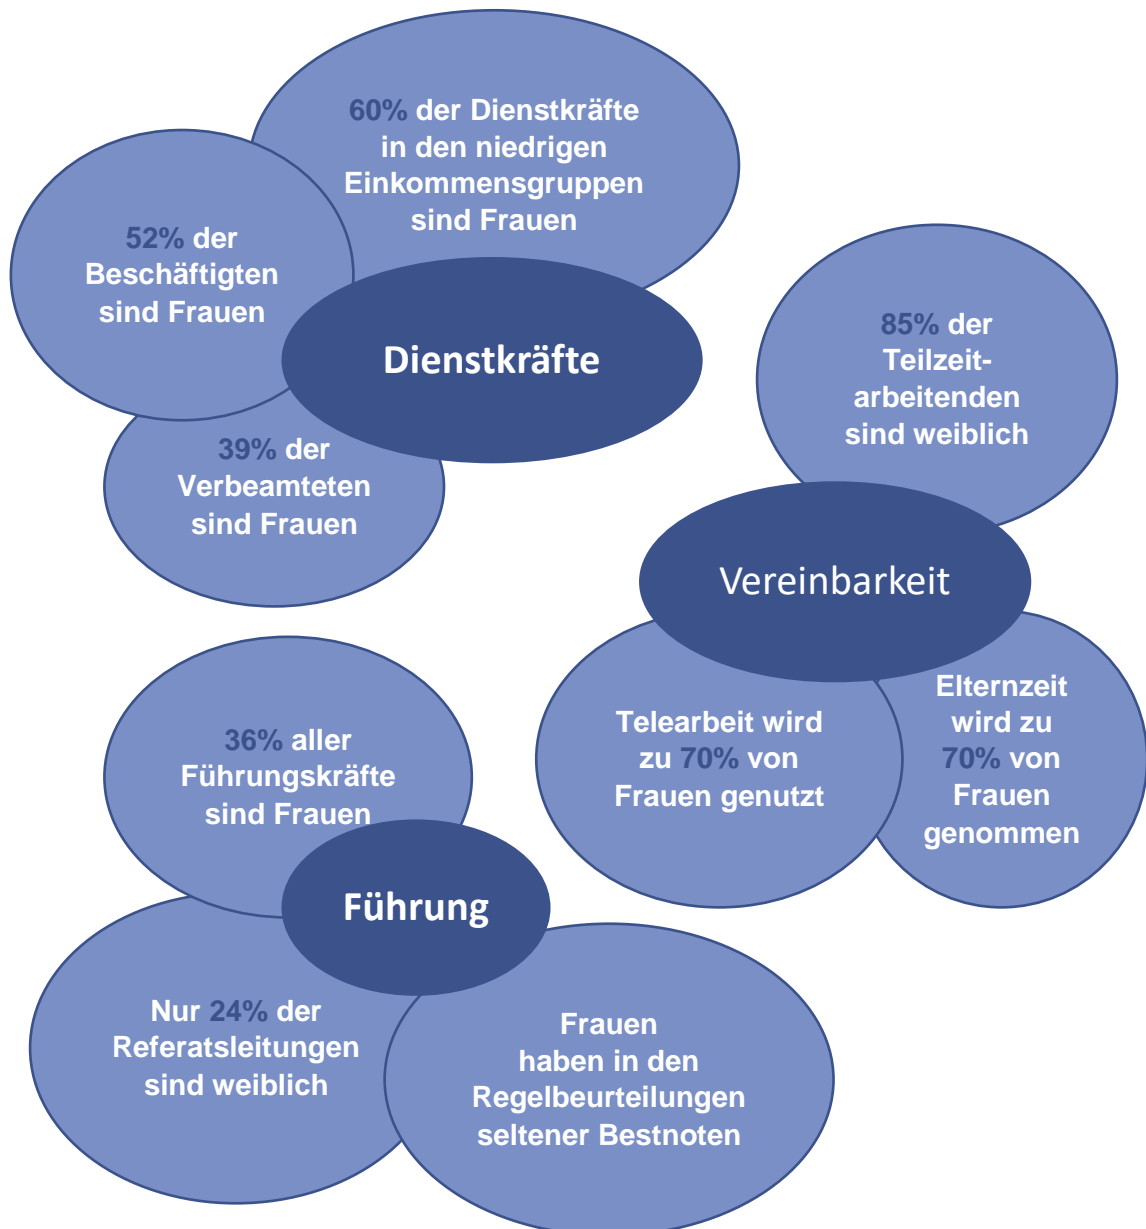 60% der Dienstkräfte
in den niedrigen
Einkommensgruppen
sind Frauen
52% der
Beschäftigten
sind Frauen
Dienstkräfte
39% der
Verbeamteten
sind Frauen
85% der
Teilzeit-
arbeitenden
sind weiblich
Vereinbarkeit
Telearbeit wird
zu 70% von
Frauen genutzt
Elternzeit
wird zu
70% von
Frauen
genommen
36% aller
Führungskräfte
sind Frauen
Führung
Nur 24% der
Referatsleitungen
sind weiblich
Frauen
haben in den
Regelbeurteilungen
seltener Bestnoten